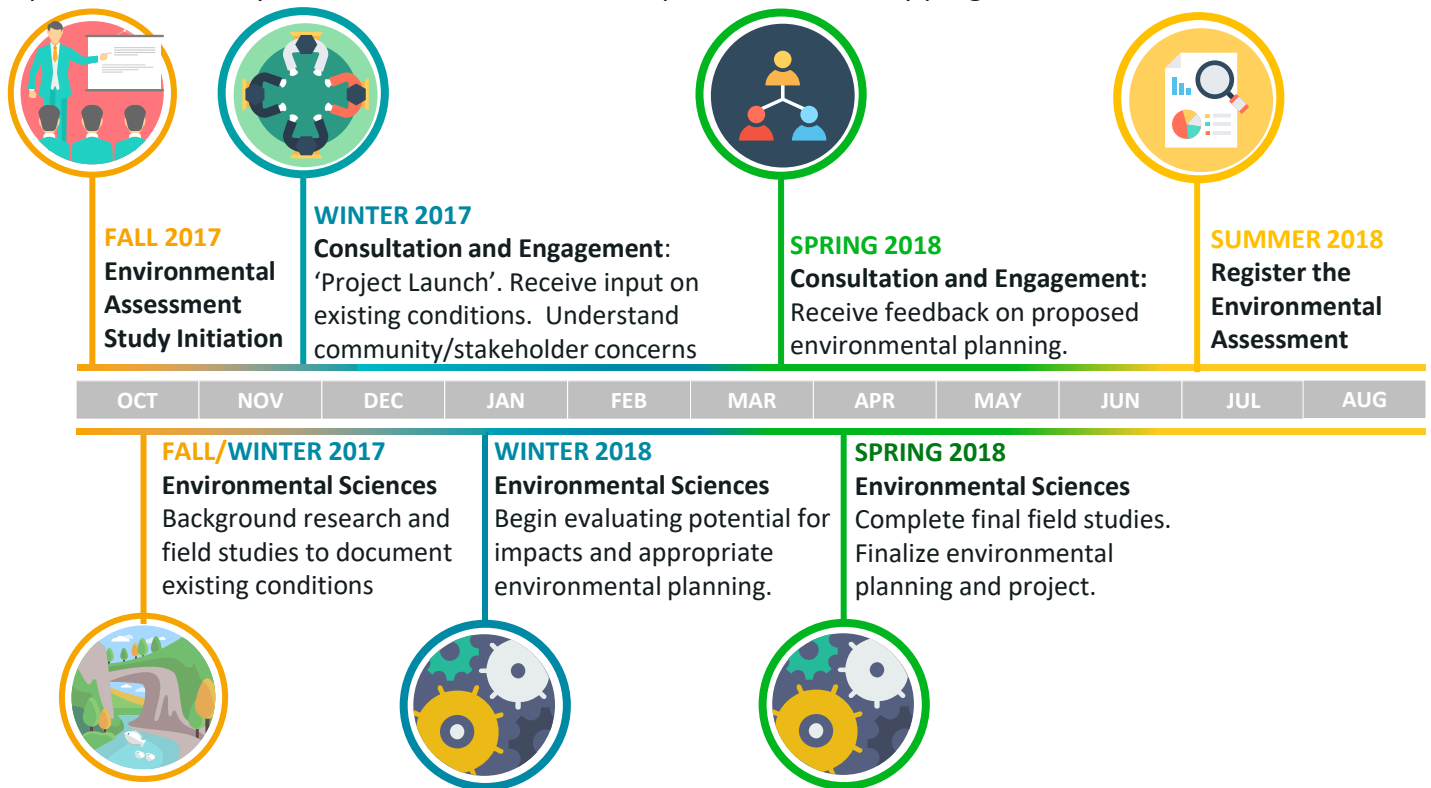 FALL 2017
Environmental
Assessment
Study Initiation
WINTER 2017
Consultation and Engagement:
‘Project Launch’. Receive input on
existing conditions.  Understand
community/stakeholder concerns
SPRING 2018
Consultation and Engagement:
Receive feedback on proposed
environmental planning.
SUMMER 2018
Register the
Environmental
Assessment
OCT NOV DEC JAN FEB MAR APR MAY JUN JUL AUG
FALL/WINTER 2017
Environmental Sciences
Background research and
field studies to document
existing conditions
WINTER 2018
Environmental Sciences
Begin evaluating potential for
impacts and appropriate
environmental planning.
SPRING 2018
Environmental Sciences
Complete final field studies.
Finalize environmental
planning and project.